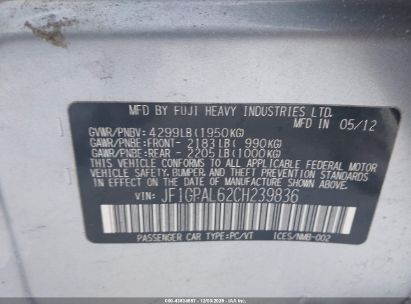 MFD BY FUJI HEAVY INDUSTRIES LTD.
MFD IN 05/12
GVWR/PNBV: 4299LB(1950KG)
GAWR/PNBE:FRONT- 2183LB( 990KG)
GAWR/PNBE:REAR - 2205LB(1000KG)
THIS VEHICLE CONFORMS TO ALL APPLICABLE FEDERAL MOTOR
VEHICLE SAFETY, BUMPER, AND THEFT PREVENTION STANDARDS
IN EFFECT ON THE DATE OF MANUFACTURE SHOWN ABOVE.
VIN: JF1GPAL62CH239836
PASSENGER CAR TYPE:PC/VT ICES/NMB-002